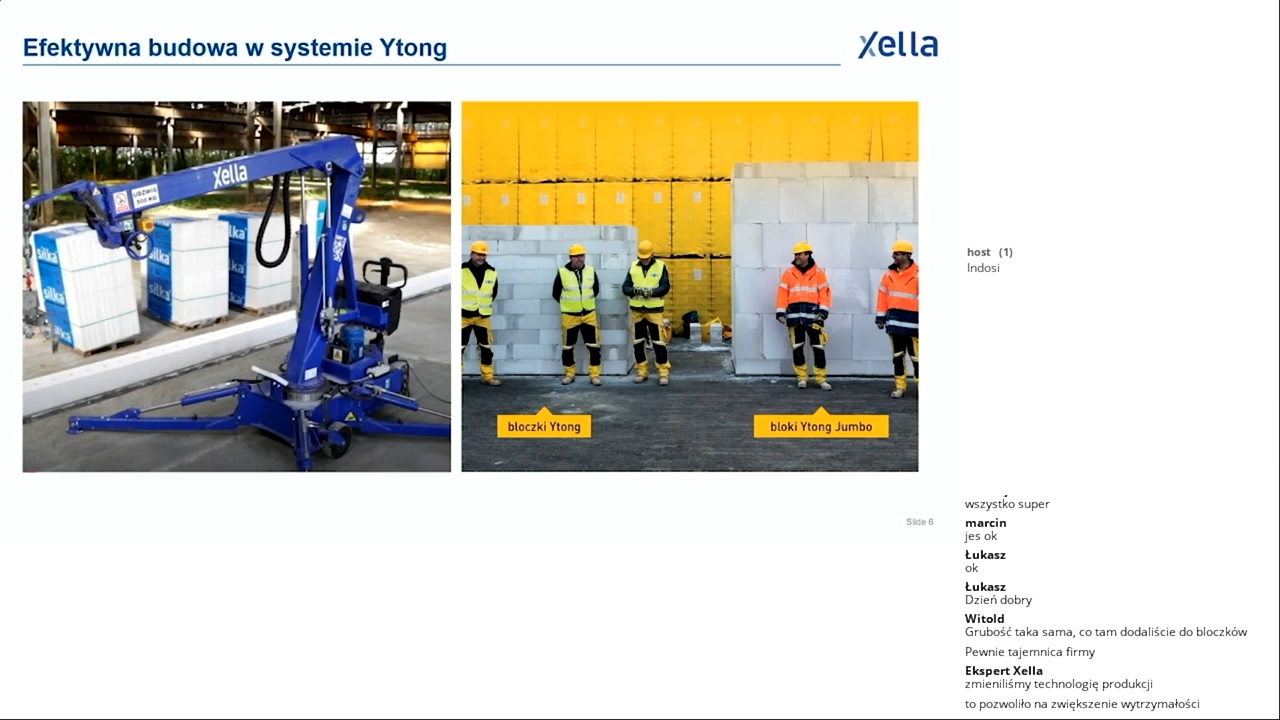 Efektywna budowa w systemie Ytong
Xella
Xella
UDŹWIG
500 KG
silka
silka
silka
bloczki Ytong
bloki Ytong Jumbo
Slide 6
host (1)
Indosi
wszystko super
marcin
jes ok
Łukasz
ok
Łukasz
Dzień dobry
Witold
Grubość taka sama, co tam dodaliście do bloczków
Pewnie tajemnica firmy
Ekspert Xella
zmieniliśmy technologię produkcji
to pozwoliło na zwiększenie wytrzymałości